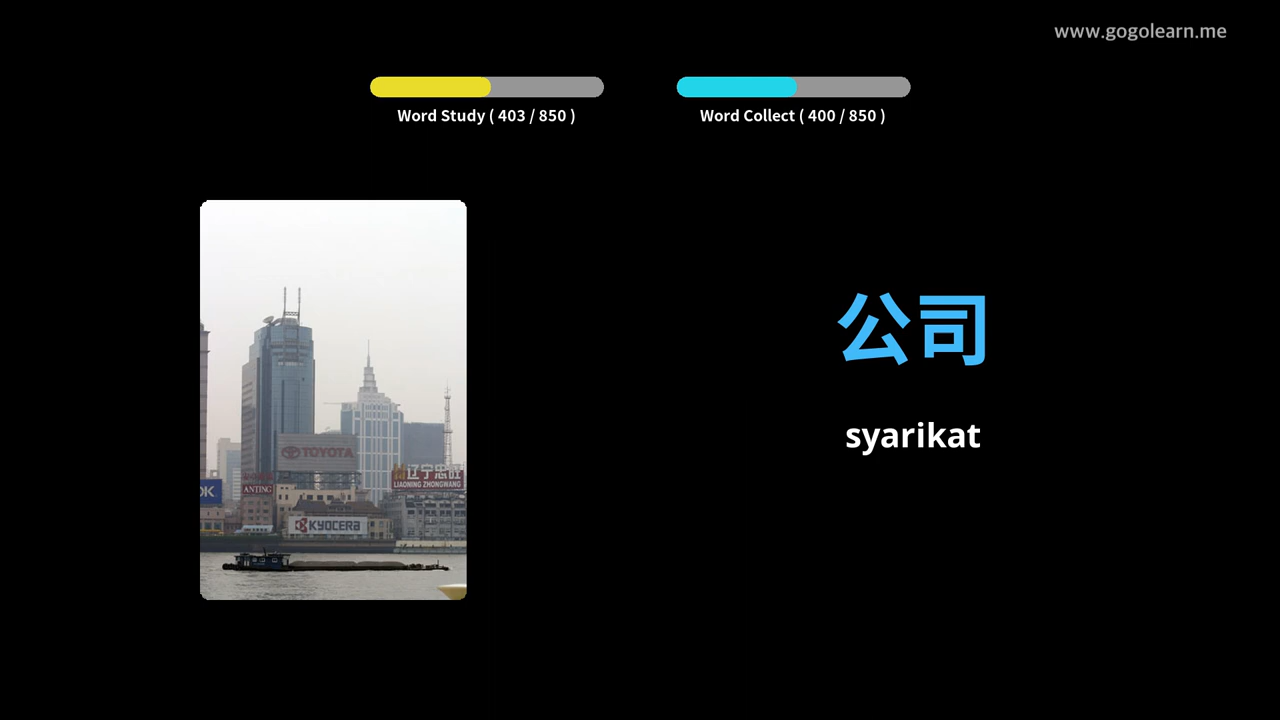 www.gogolearn.me
Word Study ( 403 / 850 )
Word Collect ( 400 / 850 )
公司
syarikat
TOYOTA
辽宁忠旺
LIAONING ZHONGWANG
OK
ANTING
KYOCERA